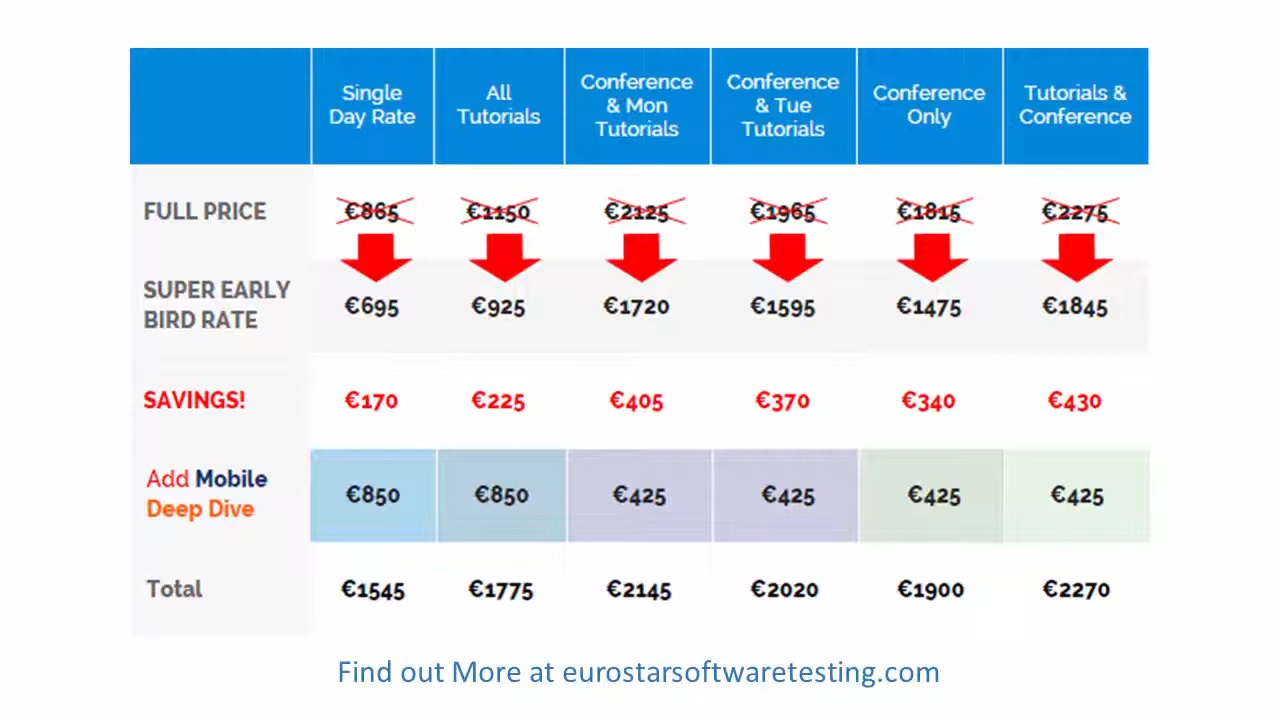 Single Day Rate All Tutorials Conference & Mon Tutorials Conference & Tue Tutorials Conference Only Tutorials & Conference
FULL PRICE €865 €1150 €2125 €1965 €1815 €2275
SUPER EARLY BIRD RATE €695 €925 €1720 €1595 €1475 €1845
SAVINGS! €170 €225 €405 €370 €340 €430
Add Mobile Deep Dive €850 €850 €425 €425 €425 €425
Total €1545 €1775 €2145 €2020 €1900 €2270
Find out More at eurostarsoftwaretesting.com